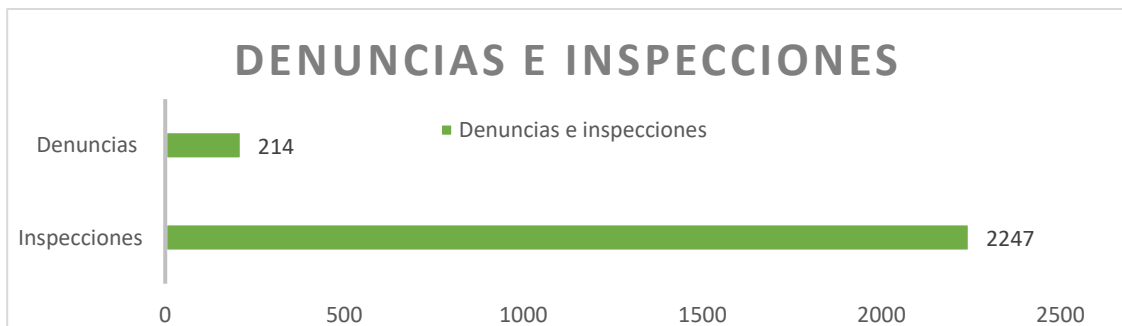 DENUNCIAS E INSPECCIONES
Denuncias e inspecciones
Denuncias 214
Inspecciones 2247
0 500 1000 1500 2000 2500